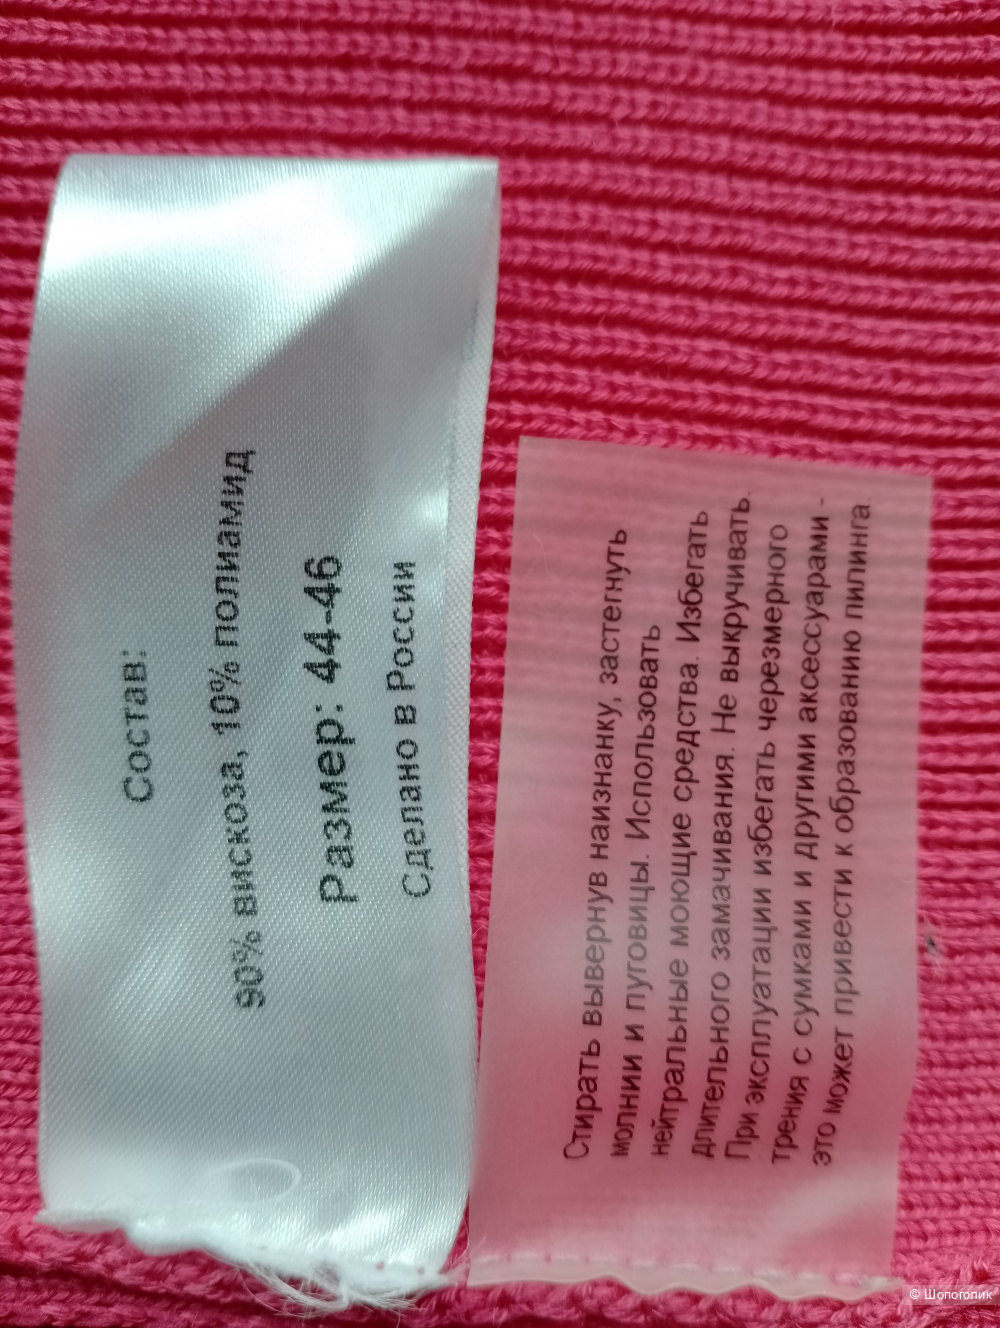 Состав:
90% вискоза, 10% полиамид
Размер: 44-46
Сделано в России
Стирать вывернув наизнанку, застегнуть
молнии и пуговицы. Использовать
нейтральные моющие средства. Избегать
длительного замачивания. Не выкручивать.
При эксплуатации избегать черезмерного
трения с сумками и другими аксессуарами -
это может привести к образованию пилинга.
© Шопоголик